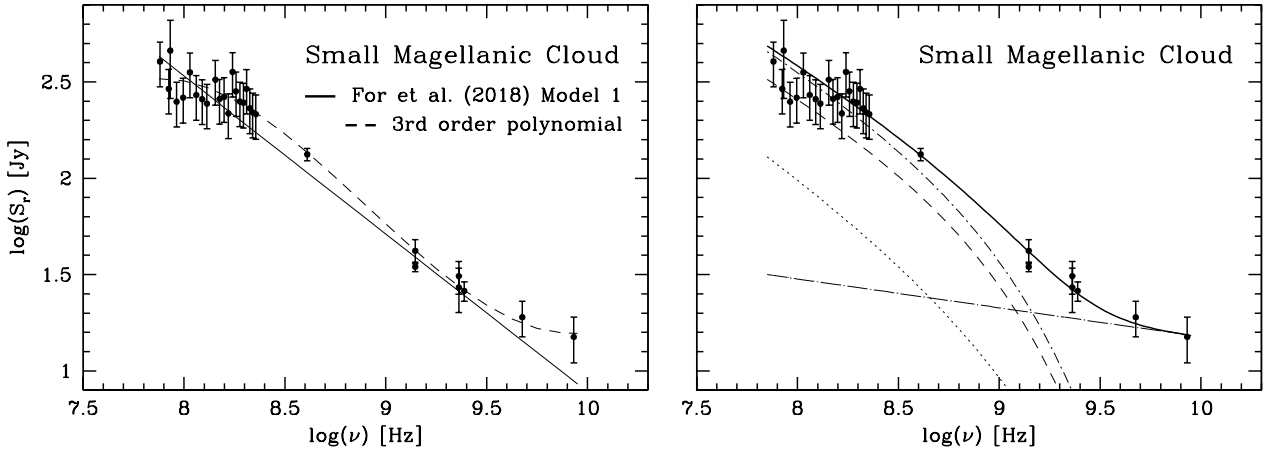 Small Magellanic Cloud
For et al. (2018) Model 1
3rd order polynomial
2.5
2
1.5
1
log(Sr) [Jy]
7.5 8 8.5 9 9.5 10
log(ν) [Hz]
Small Magellanic Cloud
7.5 8 8.5 9 9.5 10
log(ν) [Hz]